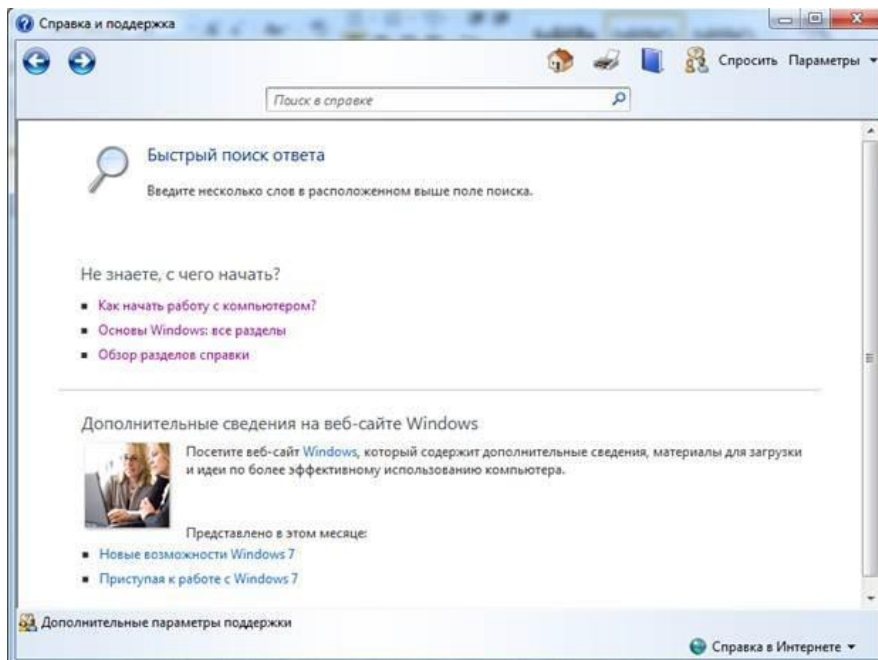 Справка и поддержка
Спросить Параметры
Поиск в справке
Быстрый поиск ответа
Введите несколько слов в расположенном выше поле поиска.
Не знаете, с чего начать?
Как начать работу с компьютером?
Основы Windows: все разделы
Обзор разделов справки
Дополнительные сведения на веб-сайте Windows
Посетите веб-сайт Windows, который содержит дополнительные сведения, материалы для загрузки
и идеи по более эффективному использованию компьютера.
Представлено в этом месяце:
Новые возможности Windows 7
Приступая к работе с Windows 7
Дополнительные параметры поддержки
Справка в Интернете